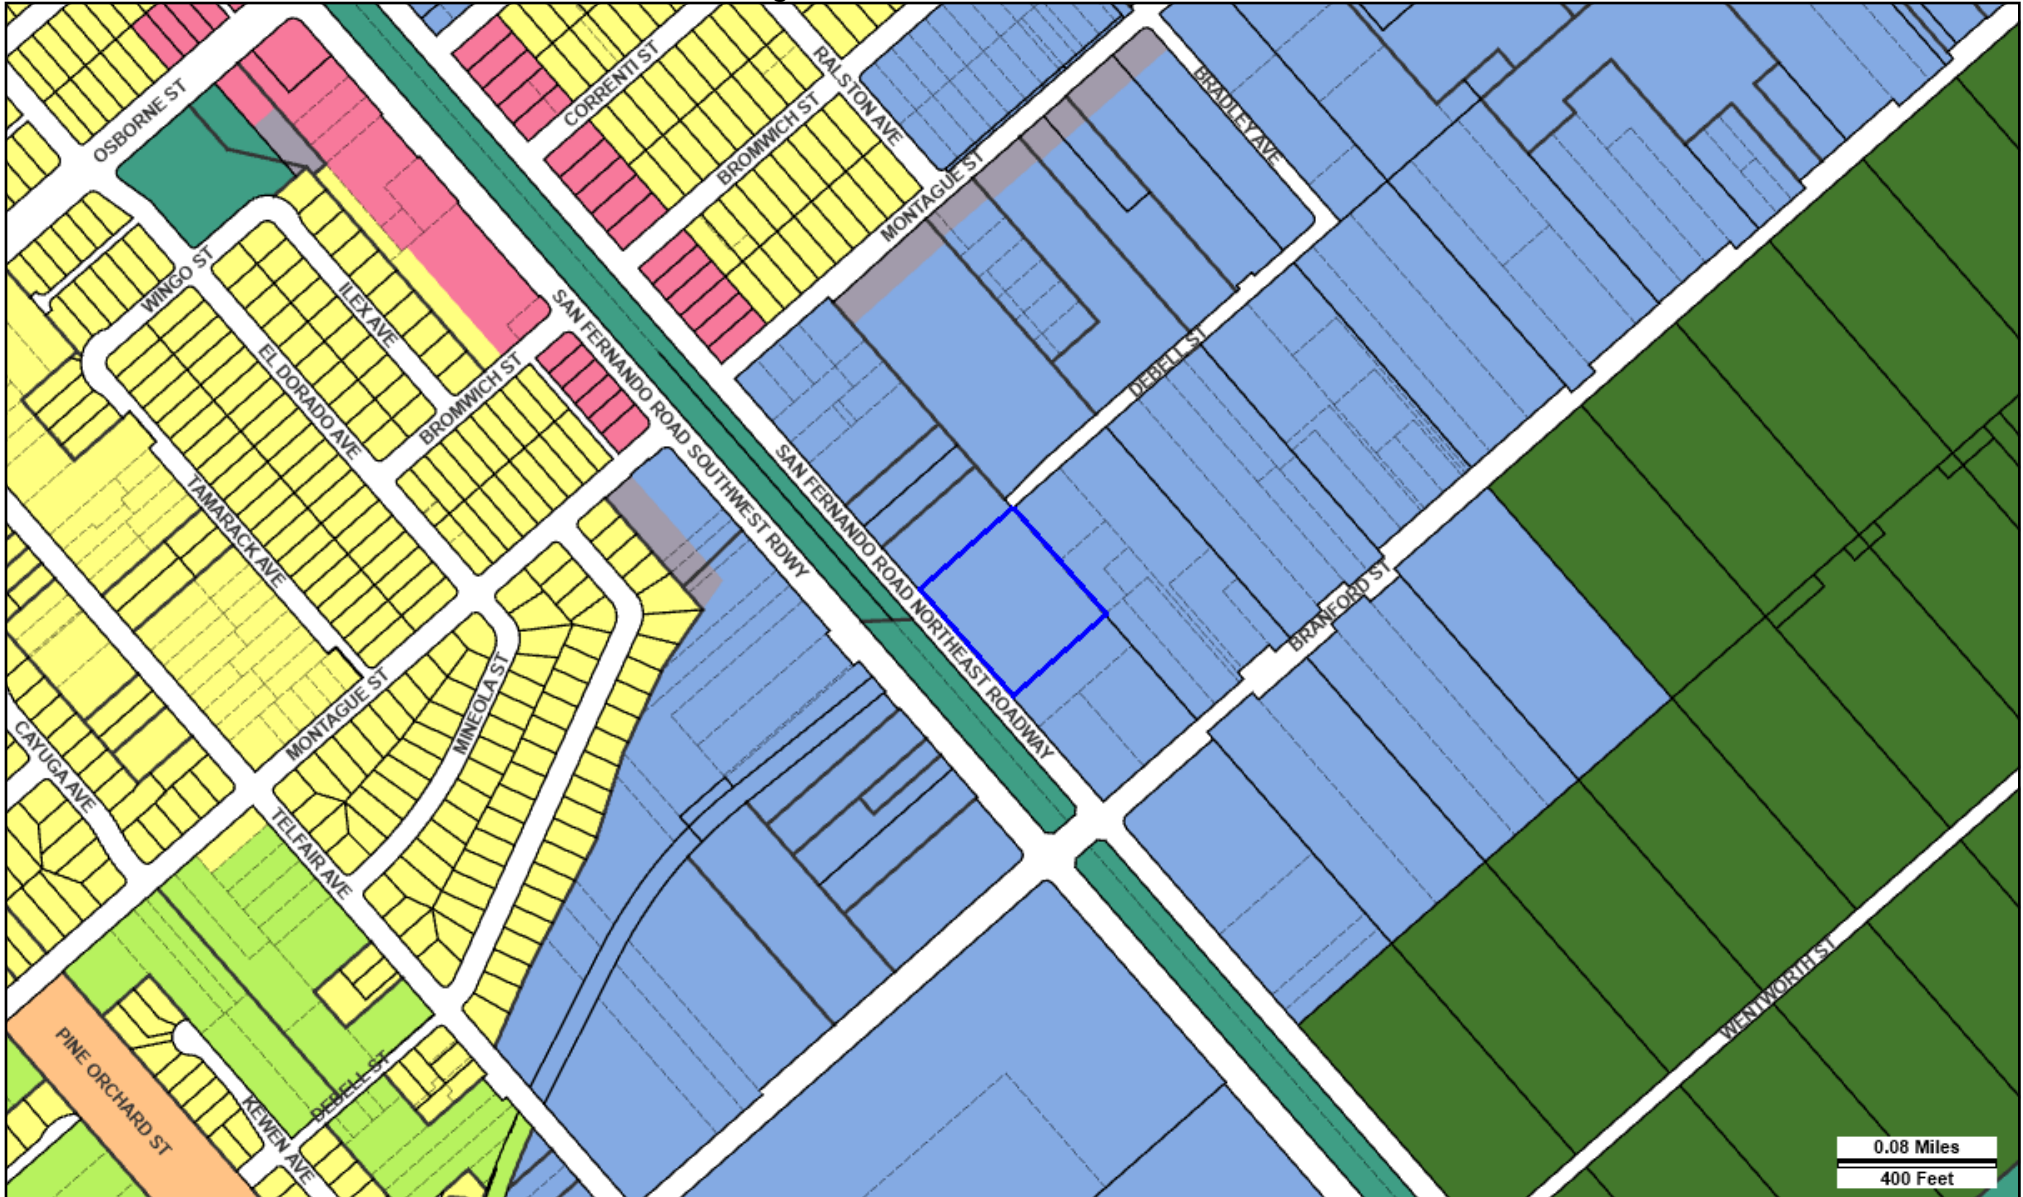 OSBORNE ST
CORRENTI ST
RALSTON AVE
BROMWICH ST
BRADLEY AVE
MONTAGUE ST
WINGO ST
ILEX AVE
EL DORADO AVE
BROMWICH ST
SAN FERNANDO ROAD SOUTHWEST RDWY
DEBELL ST
TAMARACK AVE
SAN FERNANDO ROAD NORTHEAST ROADWAY
BRANFORD ST
MINEOLA ST
MONTAGUE ST
CAYUGA AVE
TELFAIR AVE
WENTWORTH ST
PINE ORCHARD ST
DEBELL ST
KEWEN AVE
0.08 Miles
400 Feet